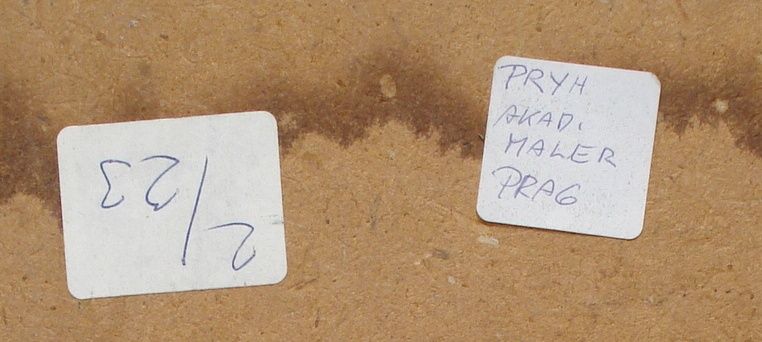 2/23
PRYH
AKAD.
MALER
PRAG